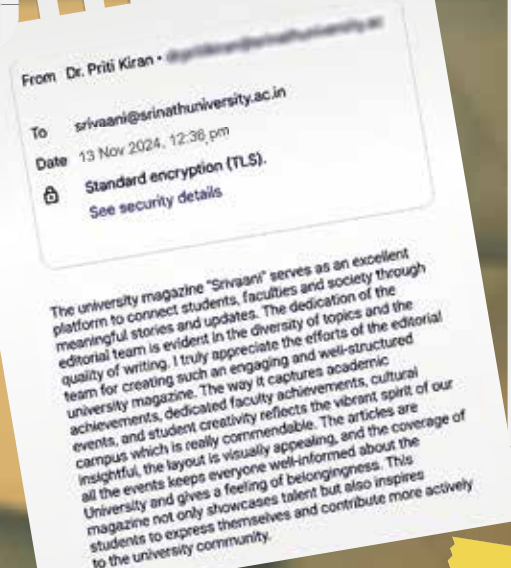 From Dr. Priti Kiran •
To srivaani@srinathuniversity.ac.in
Date 13 Nov 2024, 12:36 pm
Standard encryption (TLS).
See security details
The university magazine "Srivaani" serves as an excellent
platform to connect students, faculties and society through
meaningful stories and updates. The dedication of the
editorial team is evident in the diversity of topics and the
quality of writing. I truly appreciate the efforts of the editorial
team for creating such an engaging and well-structured
university magazine. The way it captures academic
achievements, dedicated faculty achievements, cultural
events, and student creativity reflects the vibrant spirit of our
campus which is really commendable. The articles are
insightful, the layout is visually appealing, and the coverage of
all the events keeps everyone well-informed about the
University and gives a feeling of belongingness. This
magazine not only showcases talent but also inspires
students to express themselves and contribute more actively
to the university community.